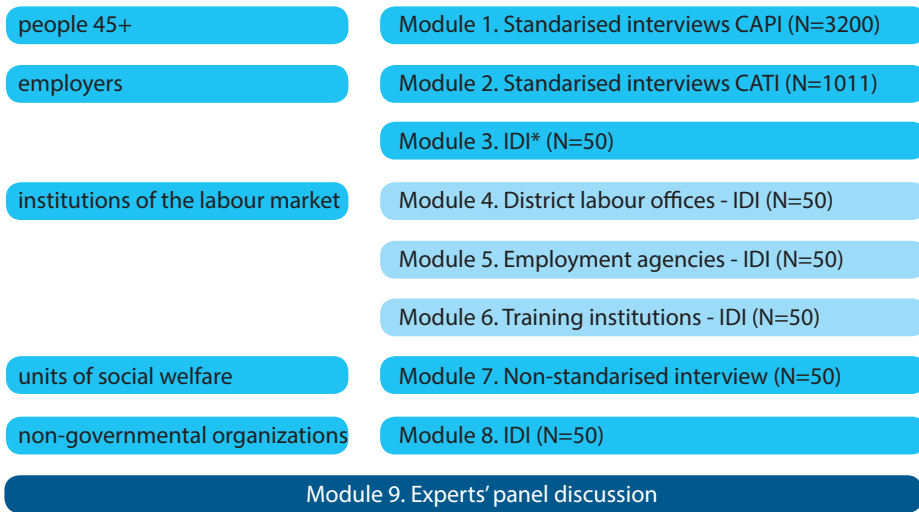 people 45+
Module 1. Standarised interviews CAPI (N=3200)
employers
Module 2. Standarised interviews CATI (N=1011)
Module 3. IDI* (N=50)
institutions of the labour market
Module 4. District labour offices - IDI (N=50)
Module 5. Employment agencies - IDI (N=50)
Module 6. Training institutions - IDI (N=50)
units of social welfare
Module 7. Non-standarised interview (N=50)
non-governmental organizations
Module 8. IDI (N=50)
Module 9. Experts’ panel discussion